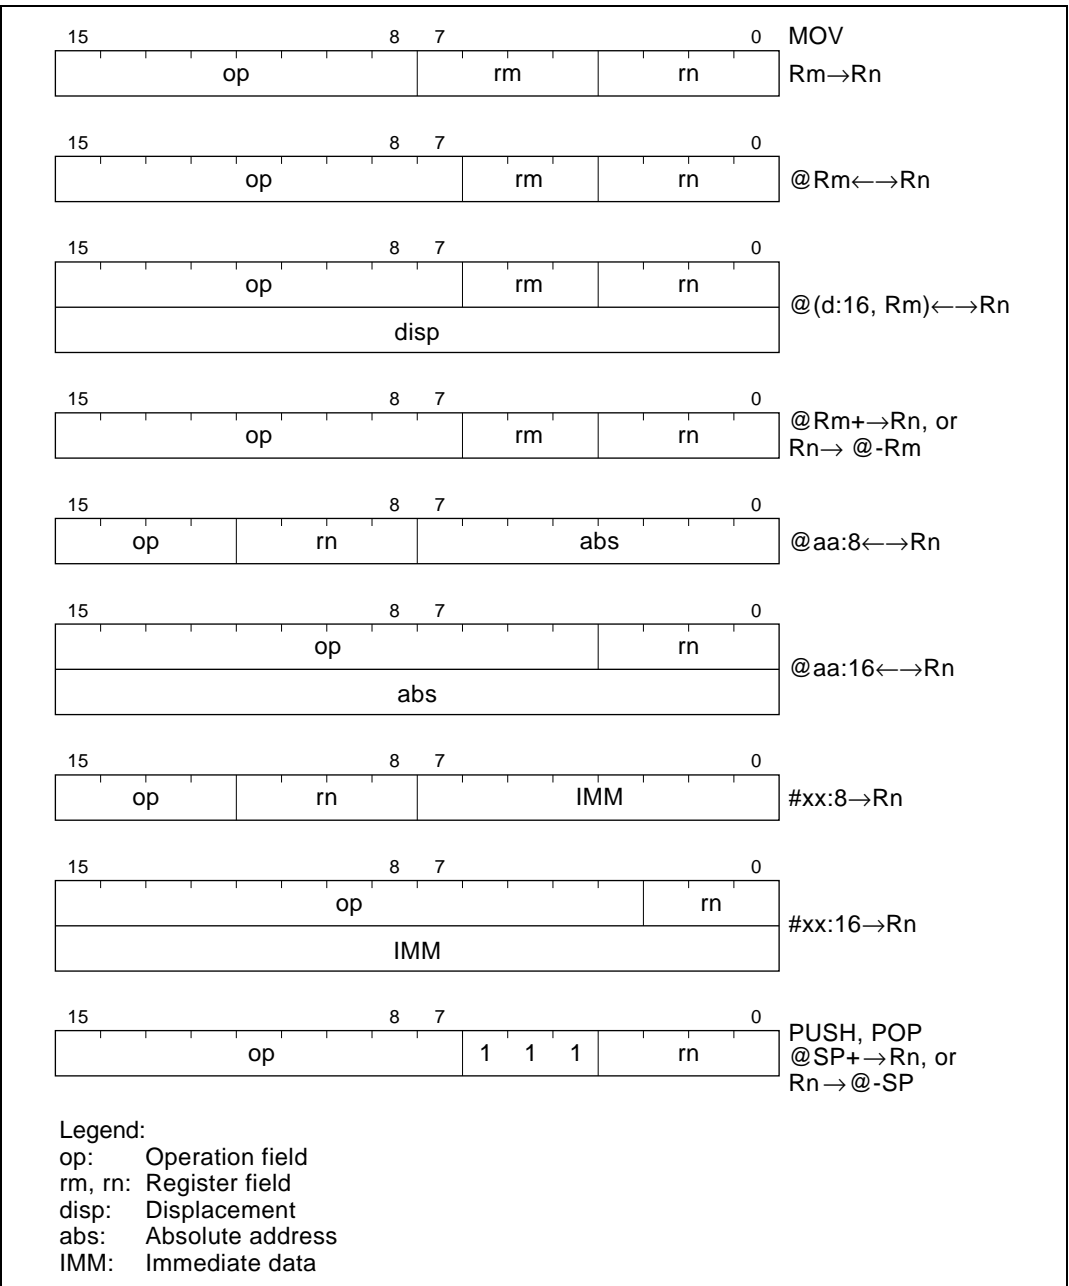 15 8 7 0 MOV
op rm rn Rm→Rn
15 8 7 0
op rm rn @Rm←→Rn
15 8 7 0
op rm rn
@(d:16, Rm)←→Rn
disp
15 8 7 0
@Rm+→Rn, or
op rm rn
Rn→ @-Rm
15 8 7 0
op rn abs @aa:8←→Rn
15 8 7 0
op rn
@aa:16←→Rn
abs
15 8 7 0
op rn IMM #xx:8→Rn
15 8 7 0
op rn
#xx:16→Rn
IMM
15 8 7 0
PUSH, POP
op 1 1 1 rn @SP+→Rn, or
Rn→@-SP
Legend:
op: Operation field
rm, rn: Register field
disp: Displacement
abs: Absolute address
IMM: Immediate data